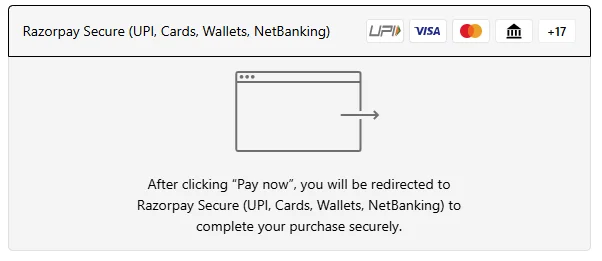 Razorpay Secure (UPI, Cards, Wallets, NetBanking) UPI VISA +17
After clicking “Pay now”, you will be redirected to
Razorpay Secure (UPI, Cards, Wallets, NetBanking) to
complete your purchase securely.